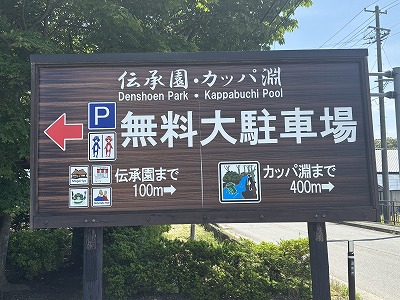 伝承園・カッパ淵
Denshoen Park・Kappabuchi Pool
P 無料大駐車場
伝承園まで
100m→
カッパ淵まで
400m→